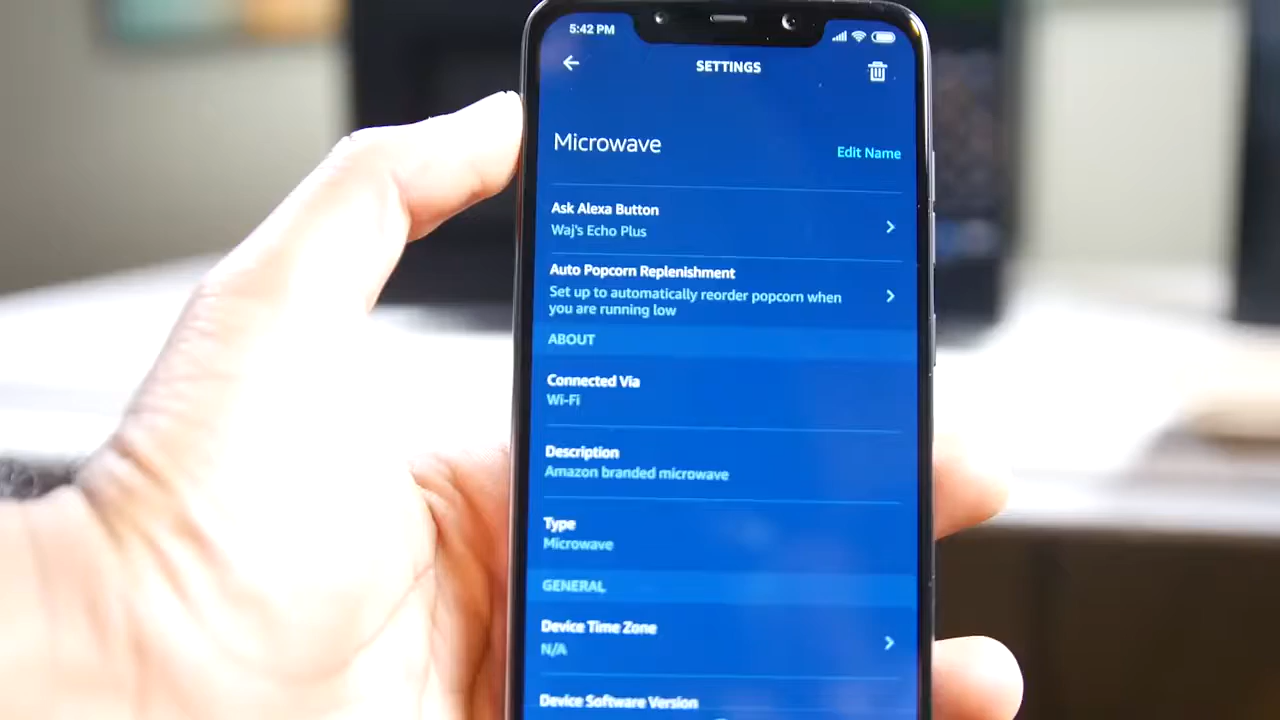 5:42 PM
SETTINGS
Microwave
Edit Name
Ask Alexa Button
Waj's Echo Plus
Auto Popcorn Replenishment
Set up to automatically reorder popcorn when
you are running low
ABOUT
Connected Via
Wi-Fi
Description
Amazon branded microwave
Type
Microwave
GENERAL
Device Time Zone
N/A
Device Software Version